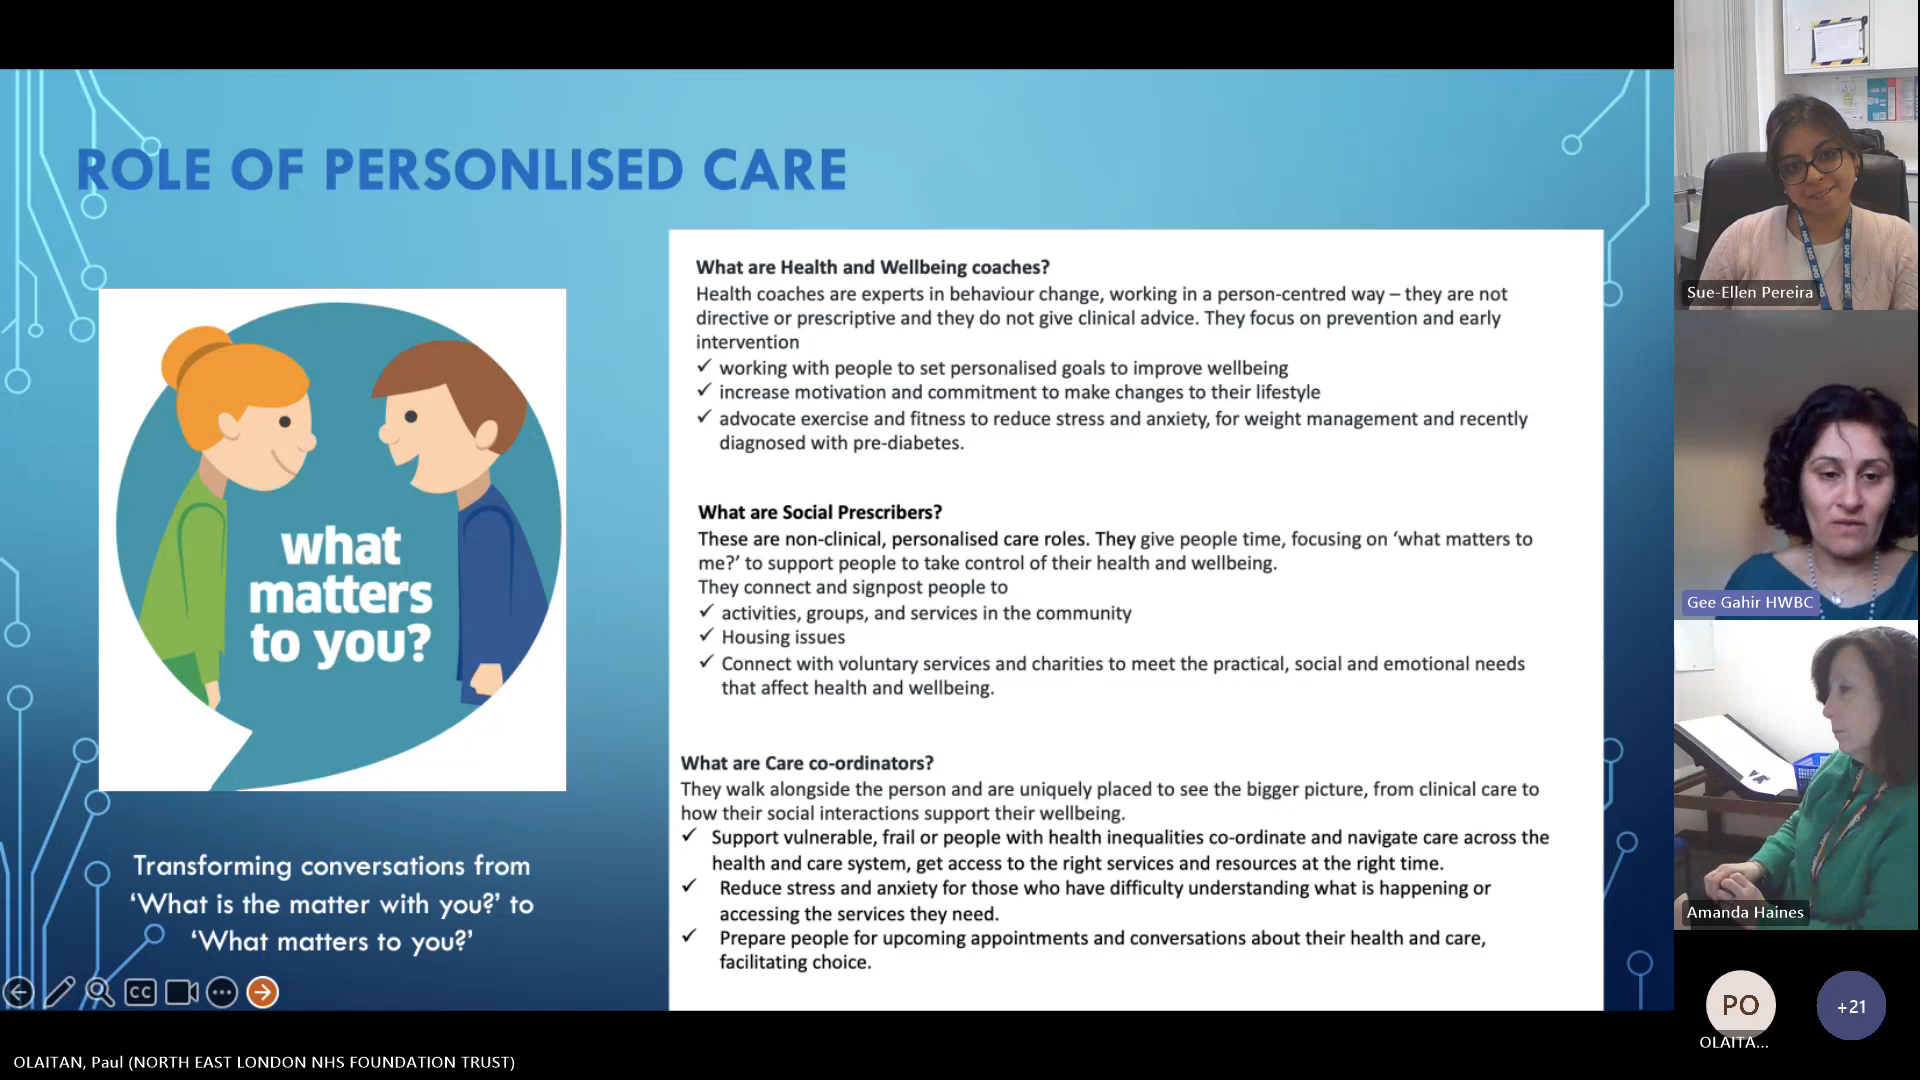 ROLE OF PERSONLISED CARE
what
matters
to you?
Transforming conversations from
‘What is the matter with you?’ to
‘What matters to you?’
What are Health and Wellbeing coaches?
Health coaches are experts in behaviour change, working in a person-centred way – they are not
directive or prescriptive and they do not give clinical advice. They focus on prevention and early
intervention
✓ working with people to set personalised goals to improve wellbeing
✓ increase motivation and commitment to make changes to their lifestyle
✓ advocate exercise and fitness to reduce stress and anxiety, for weight management and recently
diagnosed with pre-diabetes.
What are Social Prescribers?
These are non-clinical, personalised care roles. They give people time, focusing on ‘what matters to
me?’ to support people to take control of their health and wellbeing.
They connect and signpost people to
✓ activities, groups, and services in the community
✓ Housing issues
✓ Connect with voluntary services and charities to meet the practical, social and emotional needs
that affect health and wellbeing.
What are Care co-ordinators?
They walk alongside the person and are uniquely placed to see the bigger picture, from clinical care to
how their social interactions support their wellbeing.
✓ Support vulnerable, frail or people with health inequalities co-ordinate and navigate care across the
health and care system, get access to the right services and resources at the right time.
✓ Reduce stress and anxiety for those who have difficulty understanding what is happening or
accessing the services they need.
✓ Prepare people for upcoming appointments and conversations about their health and care,
facilitating choice.
CC
Sue-Ellen Pereira
Gee Gahir HWBC
Amanda Haines
PO
+21
OLAITA...
OLAITAN, Paul (NORTH EAST LONDON NHS FOUNDATION TRUST)